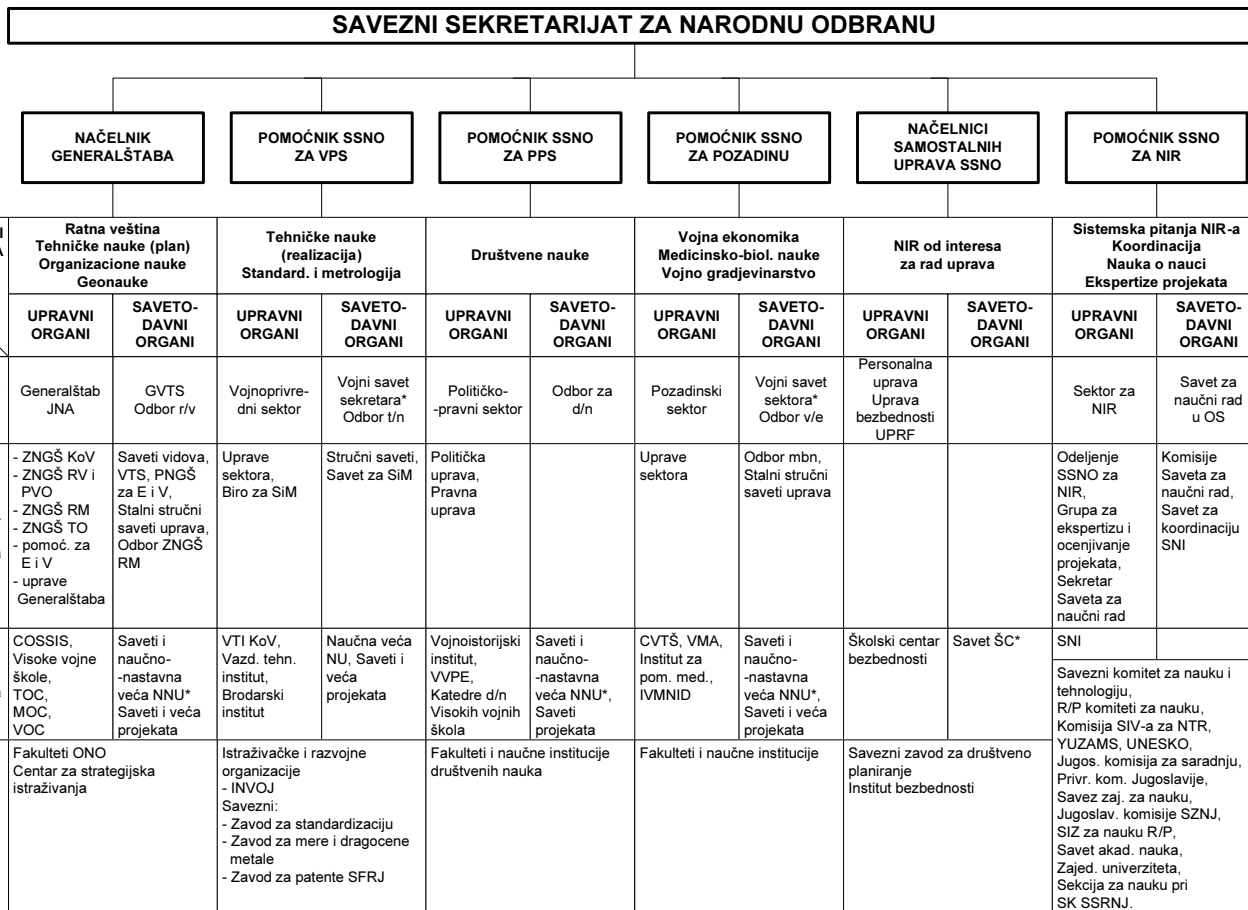 SAVEZNI SEKRETARIJAT ZA NARODNU ODBRANU
NAČELNIK
GENERALŠTABA
POMOĆNIK SSNO
ZA VPS
POMOĆNIK SSNO
ZA PPS
POMOĆNIK SSNO
ZA POZADINU
NAČELNICI
SAMOSTALNIH
UPRAVA SSNO
POMOĆNIK SSNO
ZA NIR
Ratna veština
Tehničke nauke (plan)
Organizacione nauke
Geonauke
Tehničke nauke
(realizacija)
Standard. i metrologija
Društvene nauke
Vojna ekonomika
Medicinsko-biol. nauke
Vojno gradjevinarstvo
NIR od interesa
za rad uprava
Sistemska pitanja NIR-a
Koordinacija
Nauka o nauci
Ekspertize projekata
UPRAVNI
ORGANI
SAVETO-
DAVNI
ORGANI
UPRAVNI
ORGANI
SAVETO-
DAVNI
ORGANI
UPRAVNI
ORGANI
SAVETO-
DAVNI
ORGANI
UPRAVNI
ORGANI
SAVETO-
DAVNI
ORGANI
UPRAVNI
ORGANI
SAVETO-
DAVNI
ORGANI
UPRAVNI
ORGANI
SAVETO-
DAVNI
ORGANI
Generalštab
JNA
GVTS
Odbor r/v
Vojnoprivre-
dni sektor
Vojni savet
sekretara*
Odbor t/n
Političko-
-pravni sektor
Odbor za
d/n
Pozadinski
sektor
Vojni savet
sektora*
Odbor v/e
Personalna
uprava
Uprava
bezbednosti
UPRF
Sektor za
NIR
Savet za
naučni rad
u OS
- ZNGŠ KoV
- ZNGŠ RV i
PVO
- ZNGŠ RM
- ZNGŠ TO
- pomoć. za
E i V
- uprave
Generalštaba
Saveti vidova,
VTS, PNGŠ
za E i V,
Stalni stručni
saveti uprava,
Odbor ZNGŠ
RM
Uprave
sektora,
Biro za SiM
Stručni saveti,
Savet za SiM
Politička
uprava,
Pravna
uprava
Uprave
sektora
Odbor mbn,
Stalni stručni
saveti uprava
Odeljenje
SSNO za
NIR,
Grupa za
ekspertizu i
ocenjivanje
projekata,
Sekretar
Saveta za
naučni rad
Komisije
Saveta za
naučni rad,
Savet za
koordinaciju
SNI
COSSIS,
Visoke vojne
škole,
TOC,
MOC,
VOC
Saveti i
naučno-
-nastavna
veća NNU*,
Saveti i veća
projekata
VTI KoV,
Vazd. tehn.
institut,
Brodarski
institut
Naučna veća
NU, Saveti i
veća
projekata
Vojnoistorijski
institut,
VVPE,
Katedre d/n
Visokih vojnih
škola
Saveti i
naučno-
-nastavna
veća NNU*,
Saveti
projekata
CVTŠ, VMA,
Institut za
pom. med.,
IVMNID
Saveti i
naučno-
-nastavna
veća NNU*,
Saveti i veća
projekata
Školski centar
bezbednosti
Savet ŠC*
SNI
Fakulteti ONO
Centar za strategijska
istraživanja
Istraživačke i razvojne
organizacije
- INVOJ
Savezni:
- Zavod za standardizaciju
- Zavod za mere i dragocene
metale
- Zavod za patente SFRJ
Fakulteti i naučne institucije
društvenih nauka
Fakulteti i naučne institucije
Savezni zavod za društveno
planiranje
Institut bezbednosti
Savezni komitet za nauku i
tehnologiju,
R/P komiteti za nauku,
Komisija SIV-a za NTR,
YUZAMS, UNESKO,
Jugos. komisija za saradnju,
Privr. kom. Jugoslavije,
Savez zaj. za nauku,
Jugoslav. komisije SZNJ,
SIZ za nauku R/P,
Savet akad. nauka,
Zajed. univerziteta,
Sekcija za nauku pri
SK SSRNJ.